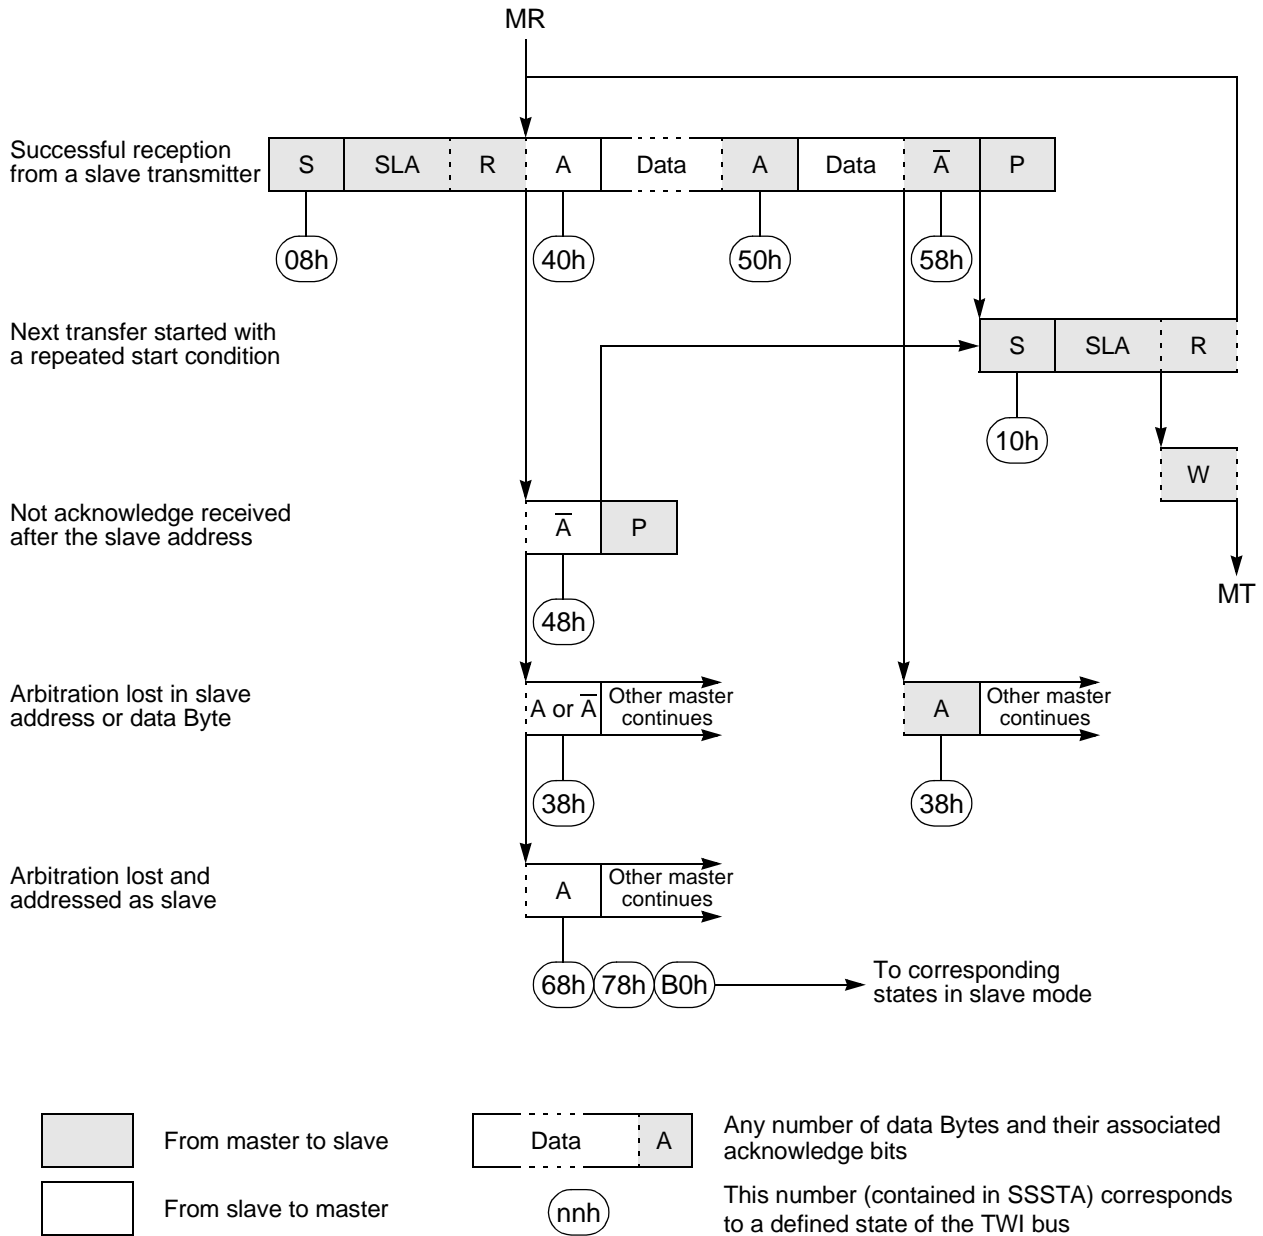 MR
Successful reception
from a slave transmitter
S SLA R A Data A Data A̅ P
08h 40h 50h 58h
Next transfer started with
a repeated start condition
S SLA R
10h
W
MT
Not acknowledge received
after the slave address
A̅ P
48h
Arbitration lost in slave
address or data Byte
A or A̅
Other master
continues
A
Other master
continues
38h 38h
Arbitration lost and
addressed as slave
A
Other master
continues
68h 78h B0h
To corresponding
states in slave mode
From master to slave
Data A
Any number of data Bytes and their associated
acknowledge bits
From slave to master
nnh
This number (contained in SSSTA) corresponds
to a defined state of the TWI bus